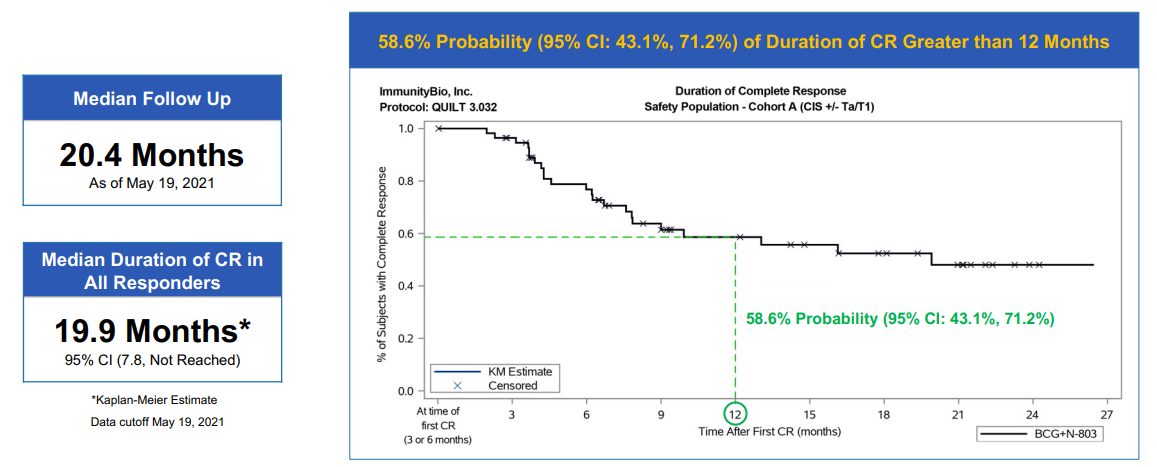 Median Follow Up
20.4 Months
As of May 19, 2021
Median Duration of CR in
All Responders
19.9 Months*
95% CI (7.8, Not Reached)
*Kaplan-Meier Estimate
Data cutoff May 19, 2021
58.6% Probability (95% CI: 43.1%, 71.2%) of Duration of CR Greater than 12 Months
ImmunityBio, Inc.
Protocol: QUILT 3.032
Duration of Complete Response
Safety Population - Cohort A (CIS +/- Ta/T1)
% of Subjects with Complete Response
1.0
0.8
0.6
0.4
0.2
0.0
58.6% Probability (95% CI: 43.1%, 71.2%)
KM Estimate
Censored
At time of
first CR
(3 or 6 months)
3 6 9 12 15 18 21 24 27
Time After First CR (months)
BCG+N-803